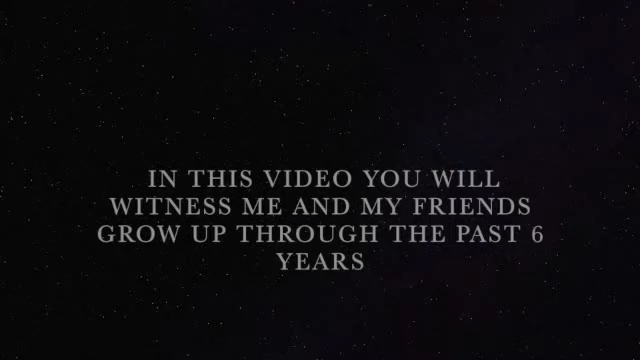 IN THIS VIDEO YOU WILL
WITNESS ME AND MY FRIENDS
GROW UP THROUGH THE PAST 6
YEARS